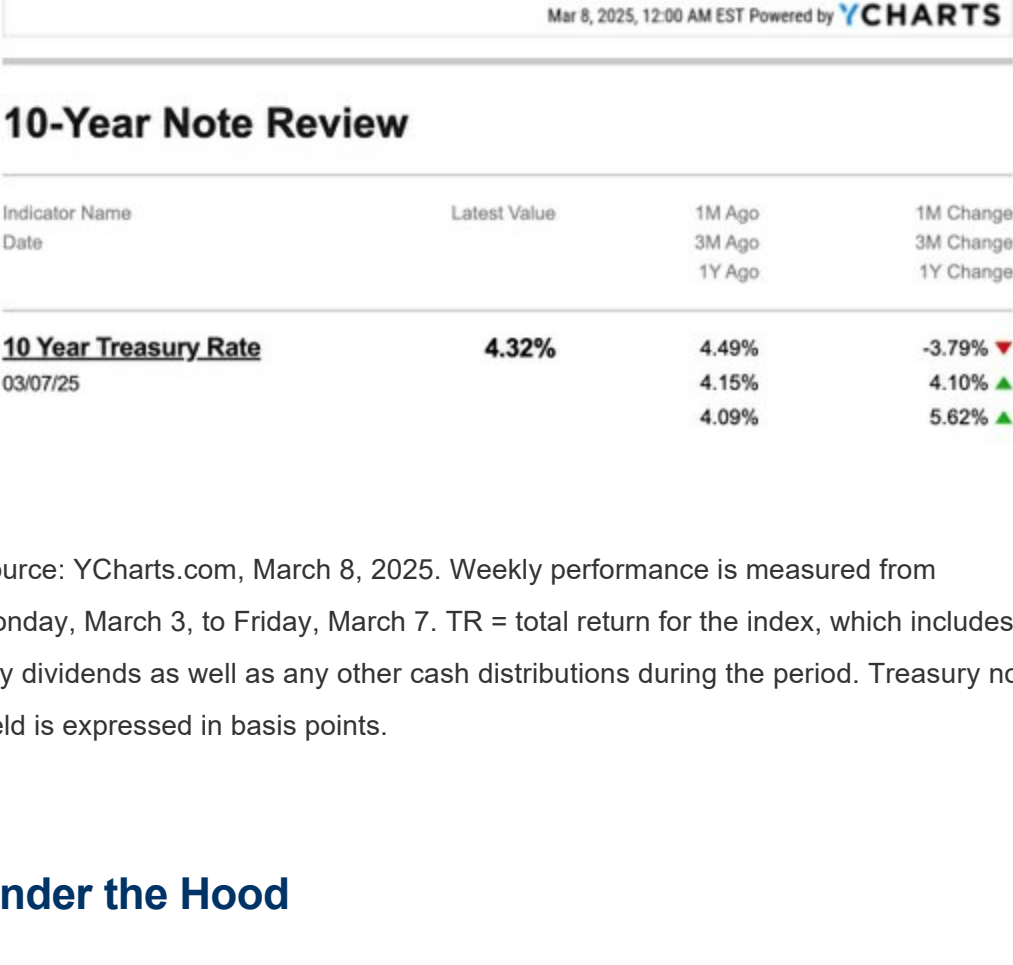 Mar 8, 2025, 12:00 AM EST Powered by YCHARTS
10-Year Note Review
Indicator Name Latest Value 1M Ago 1M Change
Date 3M Ago 3M Change
1Y Ago 1Y Change
10 Year Treasury Rate 4.32% 4.49% -3.79% ▼
03/07/25 4.15% 4.10% ▲
4.09% 5.62% ▲
ource: YCharts.com, March 8, 2025. Weekly performance is measured from
onday, March 3, to Friday, March 7. TR = total return for the index, which includes
y dividends as well as any other cash distributions during the period. Treasury no
eld is expressed in basis points.
nder the Hood